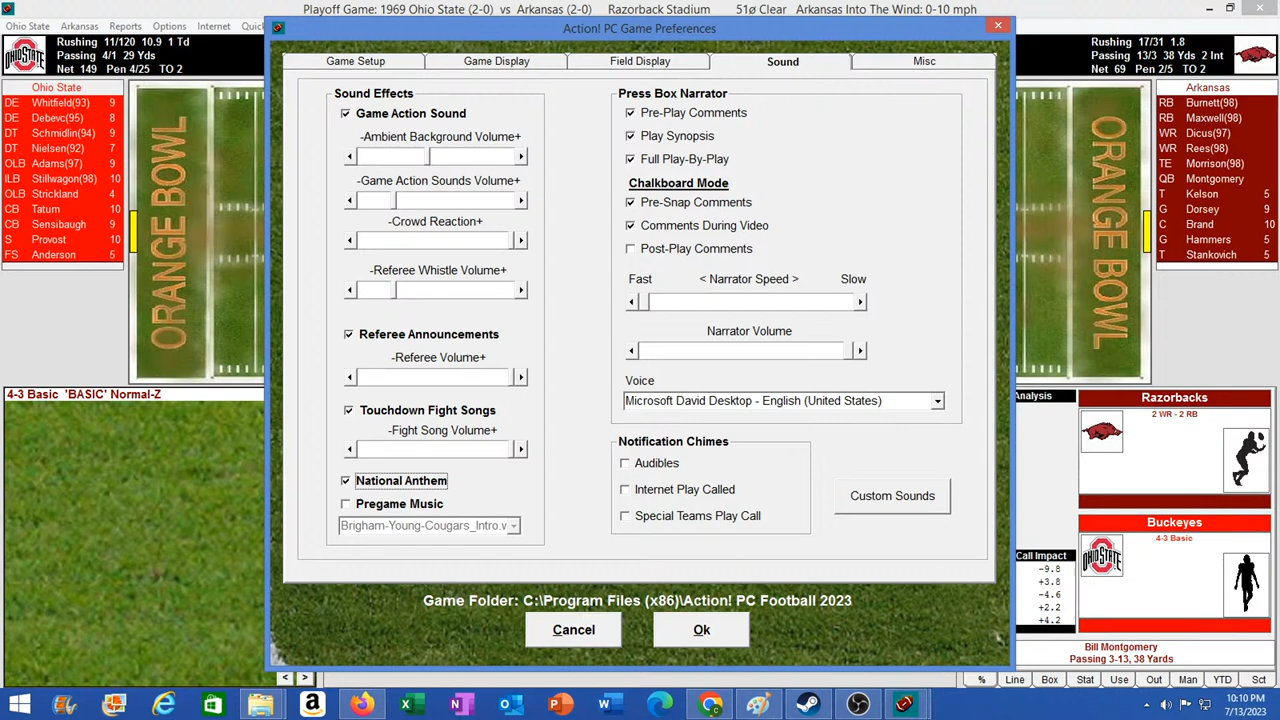 Playoff Game: 1969 Ohio State (2-0) vs Arkansas (2-0) Razorback Stadium 51ø Clear Arkansas Into The Wind: 0-10 mph
Ohio State Arkansas Reports Options Internet Quick
Action! PC Game Preferences
OHIO STATE
Rushing 11/120 10.9 1 Td
Passing 4/1 29 Yds
Net 149 Pen 4/25 TO 2
Rushing 17/31 1.8
Passing 13/3 38 Yds 2 Int
Net 69 Pen 2/5 TO 2
Game Setup Game Display Field Display Sound Misc
Ohio State
DE Whitfield(93) 9
DE Debevc(95) 8
DT Schmidlin(94) 9
DT Nielsen(92) 7
OLB Adams(97) 9
ILB Stillwagon(98) 10
OLB Strickland 4
CB Tatum 10
CB Sensibaugh 9
S Provost 10
FS Anderson 5
ORANGE BOWL
Sound Effects
Game Action Sound
-Ambient Background Volume+
-Game Action Sounds Volume+
-Crowd Reaction+
-Referee Whistle Volume+
Referee Announcements
-Referee Volume+
Touchdown Fight Songs
-Fight Song Volume+
National Anthem
Pregame Music
Brigham-Young-Cougars_Intro.v
Press Box Narrator
Pre-Play Comments
Play Synopsis
Full Play-By-Play
Chalkboard Mode
Pre-Snap Comments
Comments During Video
Post-Play Comments
Fast < Narrator Speed > Slow
Narrator Volume
Voice
Microsoft David Desktop - English (United States)
Notification Chimes
Audibles
Internet Play Called
Special Teams Play Call
Custom Sounds
Game Folder: C:\Program Files (x86)\Action! PC Football 2023
Cancel Ok
ORANGE BOWL
Arkansas
RB Burnett(98)
RB Maxwell(98)
WR Dicus(97)
WR Rees(98)
TE Morrison(98)
QB Montgomery
T Kelson 5
G Dorsey 9
C Brand 10
G Hammers 5
T Stankovich 5
4-3 Basic 'BASIC' Normal-Z
Analysis
Call Impact
-9.8
+3.8
-4.6
+2.2
+4.2
Razorbacks
2 WR - 2 RB
Buckeyes
4-3 Basic
OHIO STATE
Bill Montgomery
Passing 3-13, 38 Yards
< >
% Line Box Stat Use Out Man YTD Sct
10:10 PM
7/13/2023